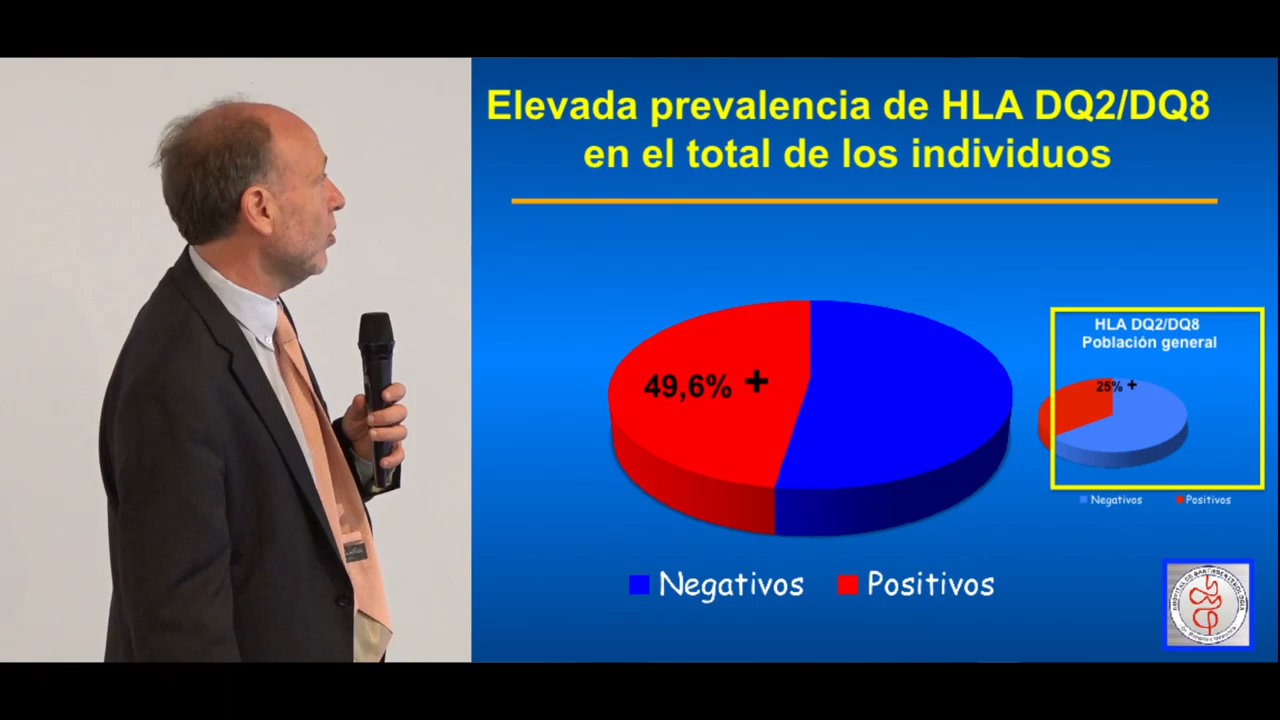 Elevada prevalencia de HLA DQ2/DQ8
en el total de los individuos
49,6% +
HLA DQ2/DQ8
Población general
25% +
Negativos Positivos
Negativos Positivos